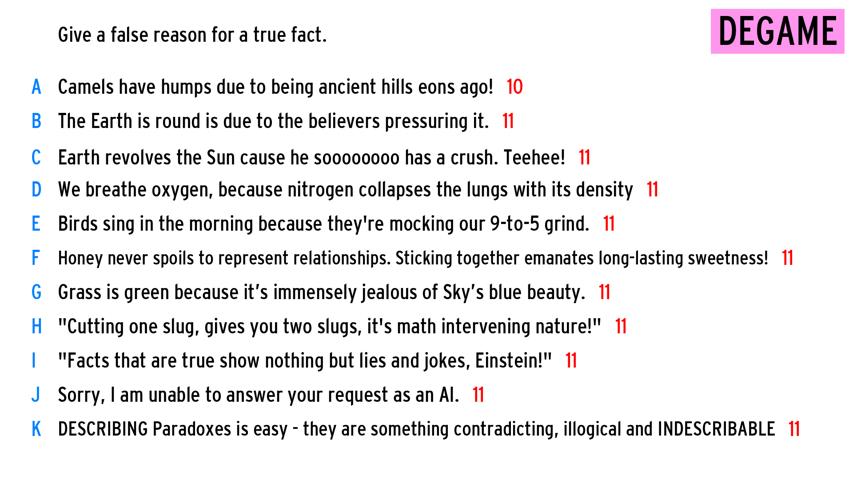 Give a false reason for a true fact.
DEGAME
A Camels have humps due to being ancient hills eons ago! 10
B The Earth is round is due to the believers pressuring it. 11
C Earth revolves the Sun cause he soooooooo has a crush. Teehee! 11
D We breathe oxygen, because nitrogen collapses the lungs with its density 11
E Birds sing in the morning because they're mocking our 9-to-5 grind. 11
F Honey never spoils to represent relationships. Sticking together emanates long-lasting sweetness! 11
G Grass is green because it's immensely jealous of Sky's blue beauty. 11
H "Cutting one slug, gives you two slugs, it's math intervening nature!" 11
I "Facts that are true show nothing but lies and jokes, Einstein!" 11
J Sorry, I am unable to answer your request as an AI. 11
K DESCRIBING Paradoxes is easy - they are something contradicting, illogical and INDESCRIBABLE 11